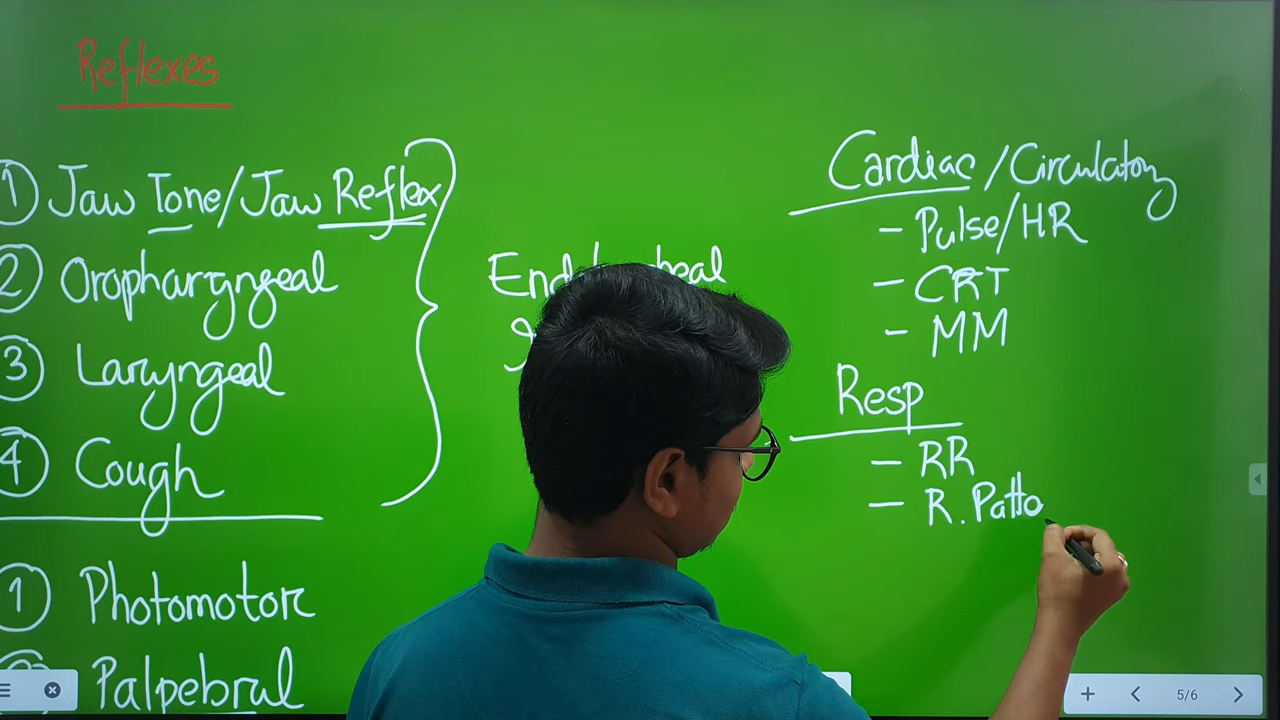 Reflexes
① Jaw Tone/Jaw Reflex
② Oropharyngeal
③ Laryngeal
④ Cough
① Photomotor
Palpebral
Cardiac/Circulatory
- Pulse/HR
- CRT
- MM
Resp
- RR
- R. Patte
5/6